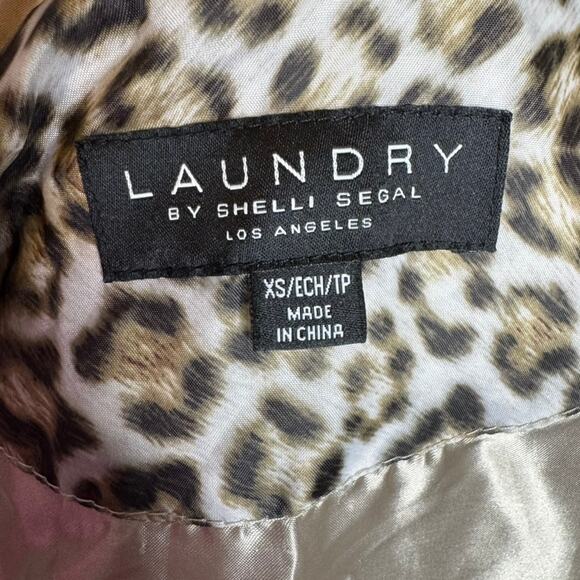 LAUNDRY
BY SHELLI SEGAL
LOS ANGELES
XS/ECH/TP
MADE
IN CHINA